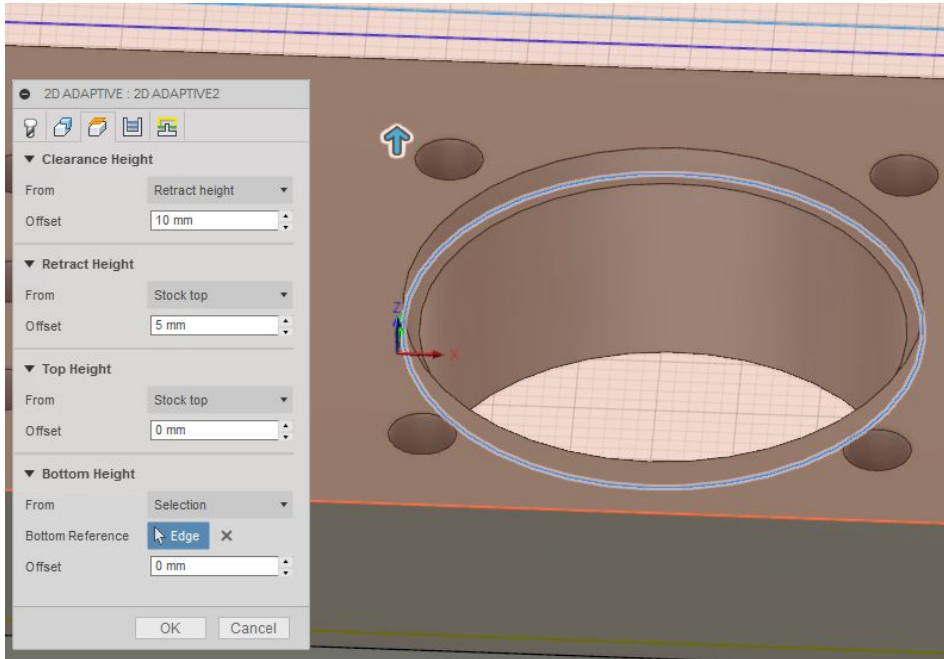 2D ADAPTIVE : 2D ADAPTIVE2
Clearance Height
From Retract height
Offset 10 mm
Retract Height
From Stock top
Offset 5 mm
Top Height
From Stock top
Offset 0 mm
Bottom Height
From Selection
Bottom Reference Edge
Offset 0 mm
OK Cancel
Z
X